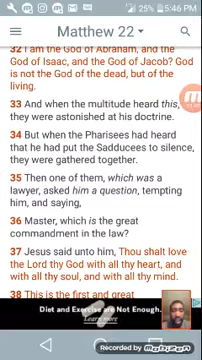 25% 5:46 PM
Matthew 22
32 I am the God of Abraham, and the
God of Isaac, and the God of Jacob? God
is not the God of the dead, but of the
living.
33 And when the multitude heard this,
they were astonished at his doctrine.
34 But when the Pharisees had heard
that he had put the Sadducees to silence,
they were gathered together.
35 Then one of them, which was a
lawyer, asked him a question, tempting
him, and saying,
36 Master, which is the great
commandment in the law?
37 Jesus said unto him, Thou shalt love
the Lord thy God with all thy heart, and
with all thy soul, and with all thy mind.
38 This is the first and great
Diet and Exercise are Not Enough.
Learn more
RECORDED WITH
MOBIZEN